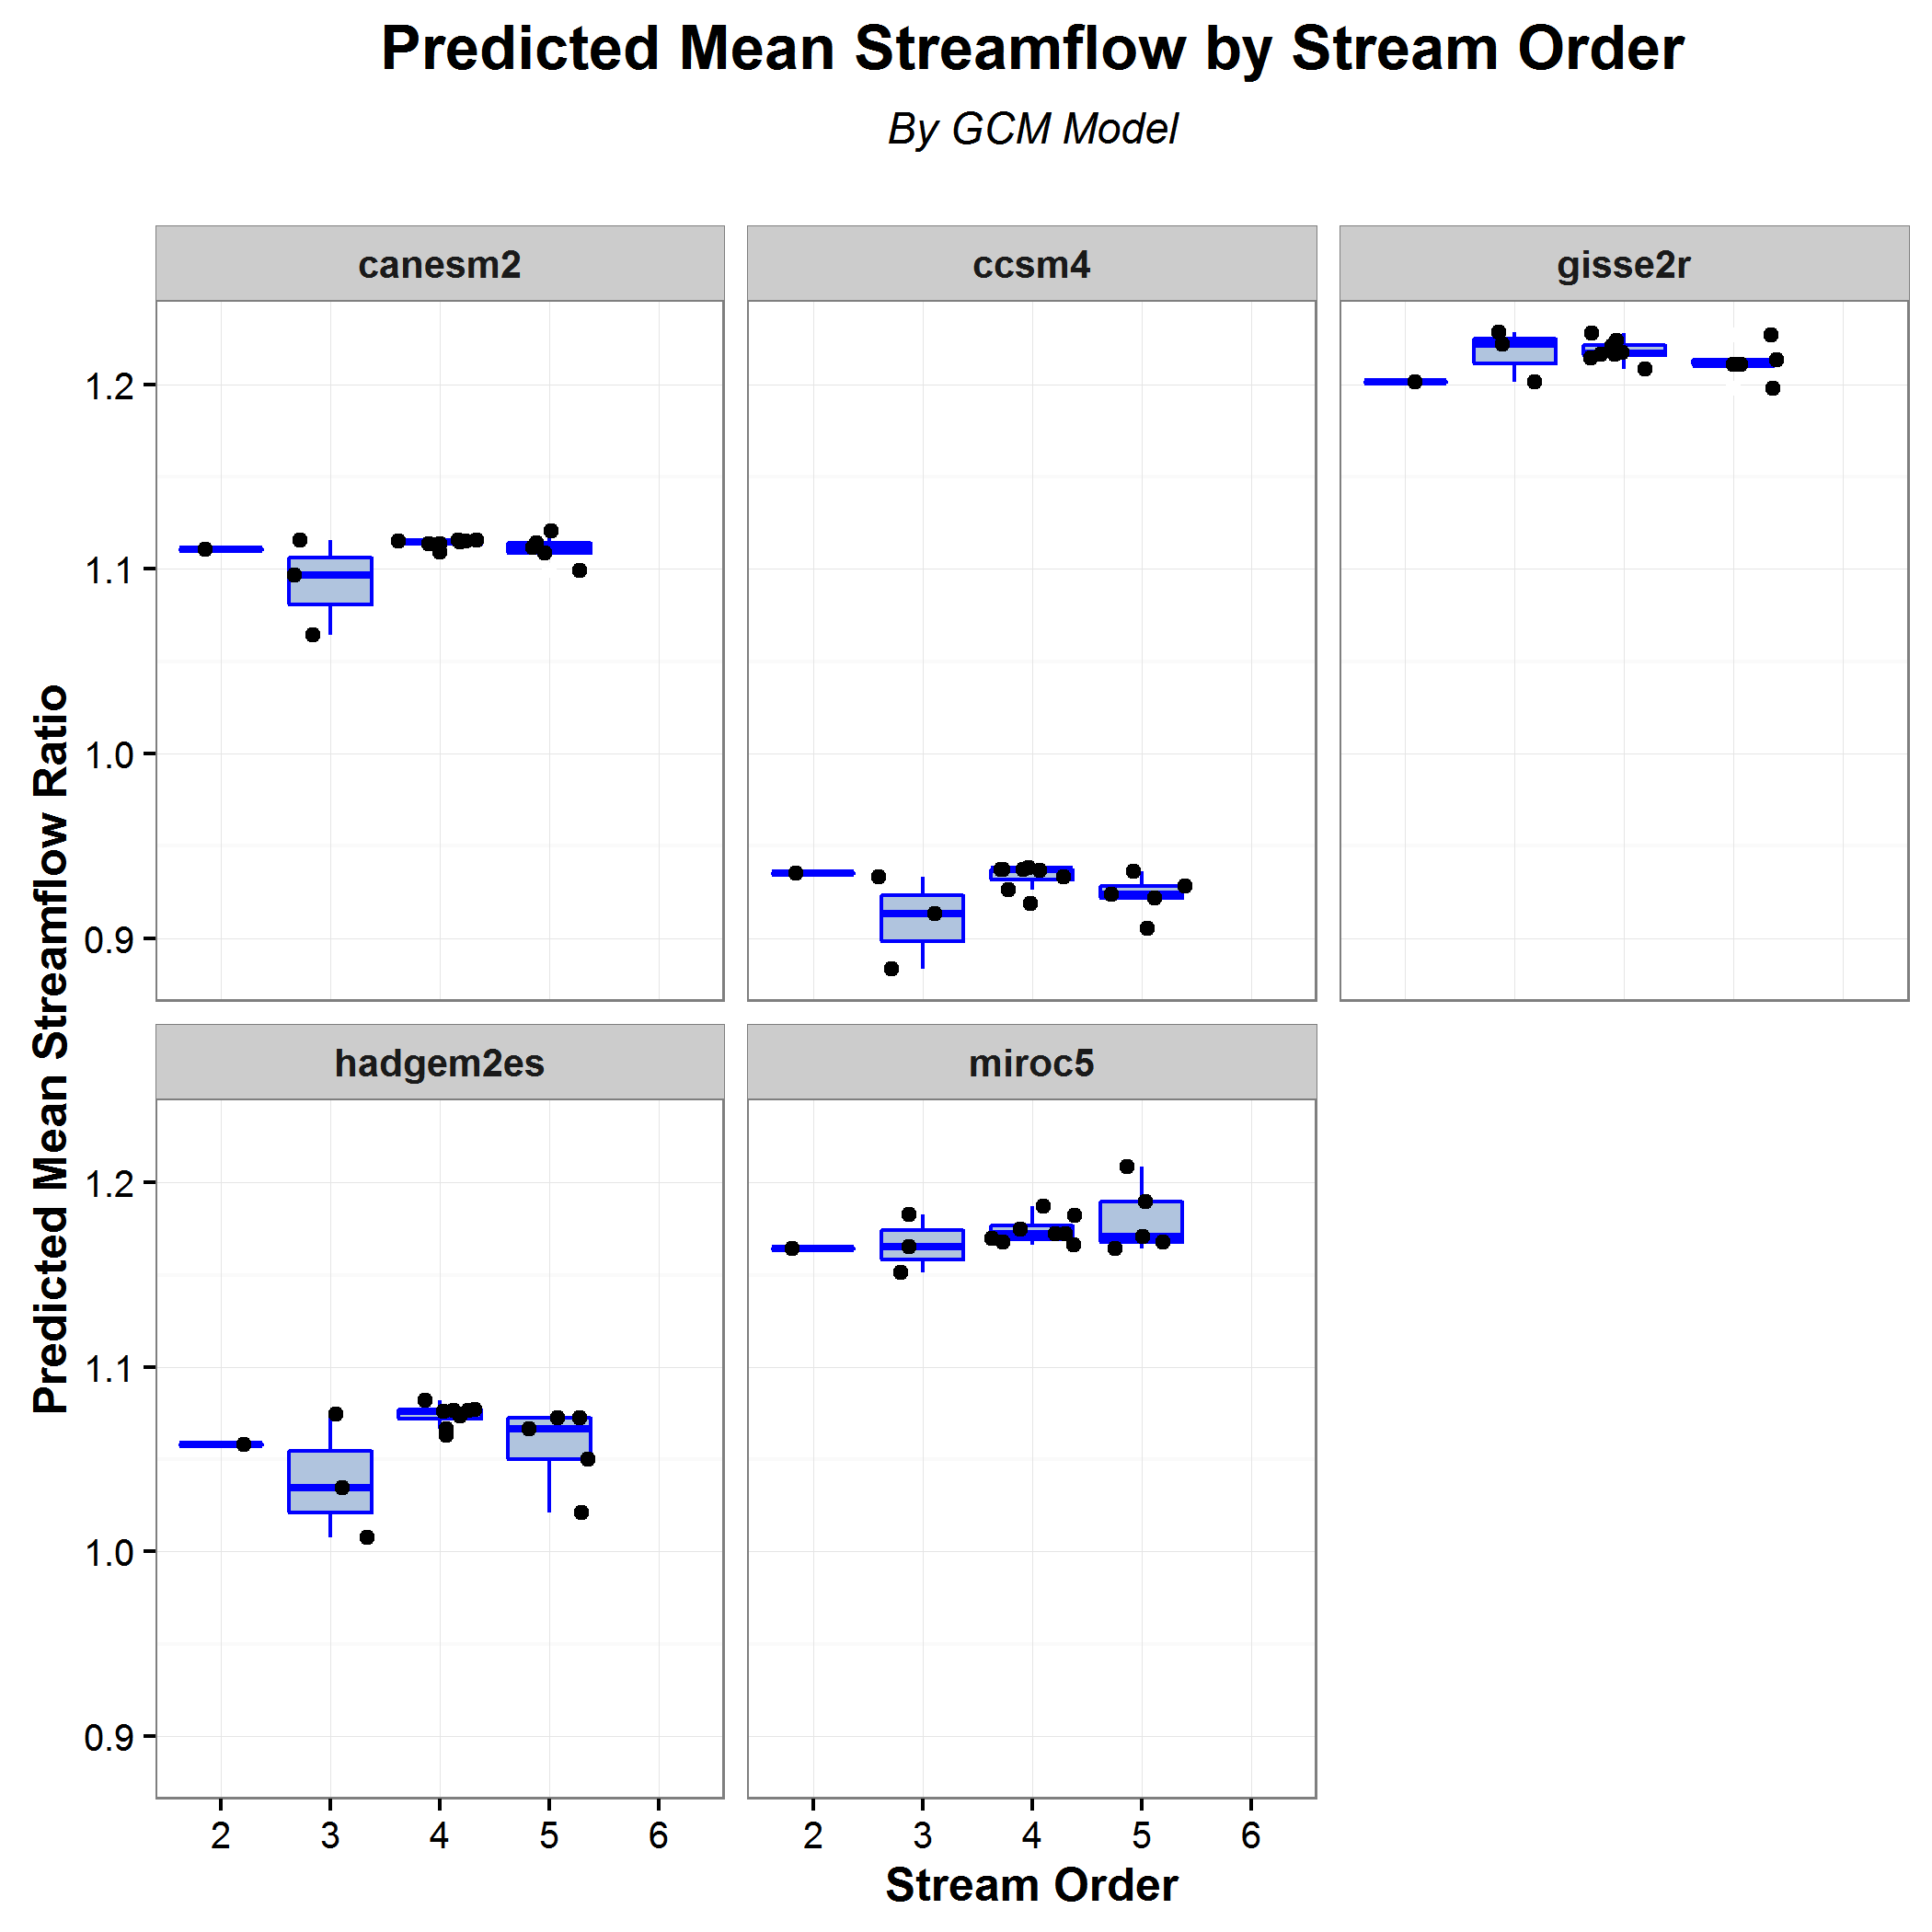 Predicted Mean Streamflow by Stream Order
By GCM Model
canesm2
ccsm4
gisse2r
1.2
1.1
1.0
0.9
Predicted Mean Streamflow Ratio
hadgem2es
miroc5
1.2
1.1
1.0
0.9
2 3 4 5 6
2 3 4 5 6
Stream Order